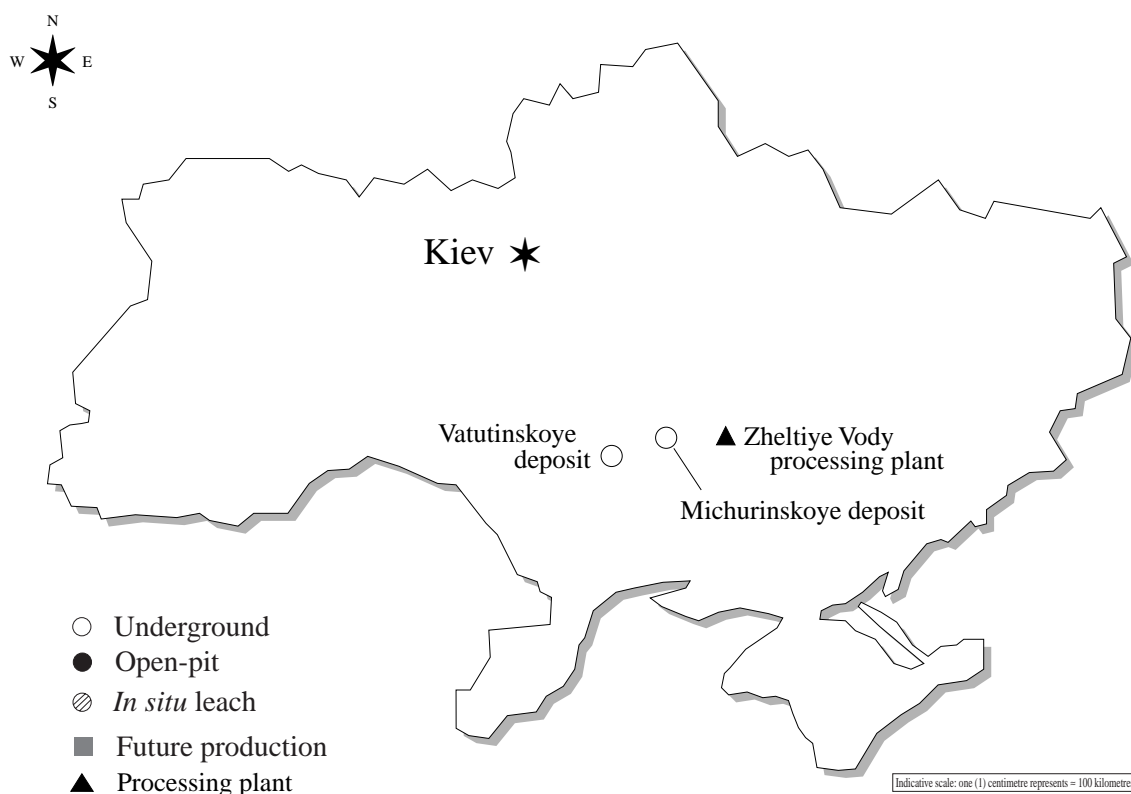 N
W E
S
Kiev
Vatutinskoye
deposit
Zheltiye Vody
processing plant
Michurinskoye deposit
Underground
Open-pit
In situ leach
Future production
Processing plant
Indicative scale: one (1) centimetre represents = 100 kilometres